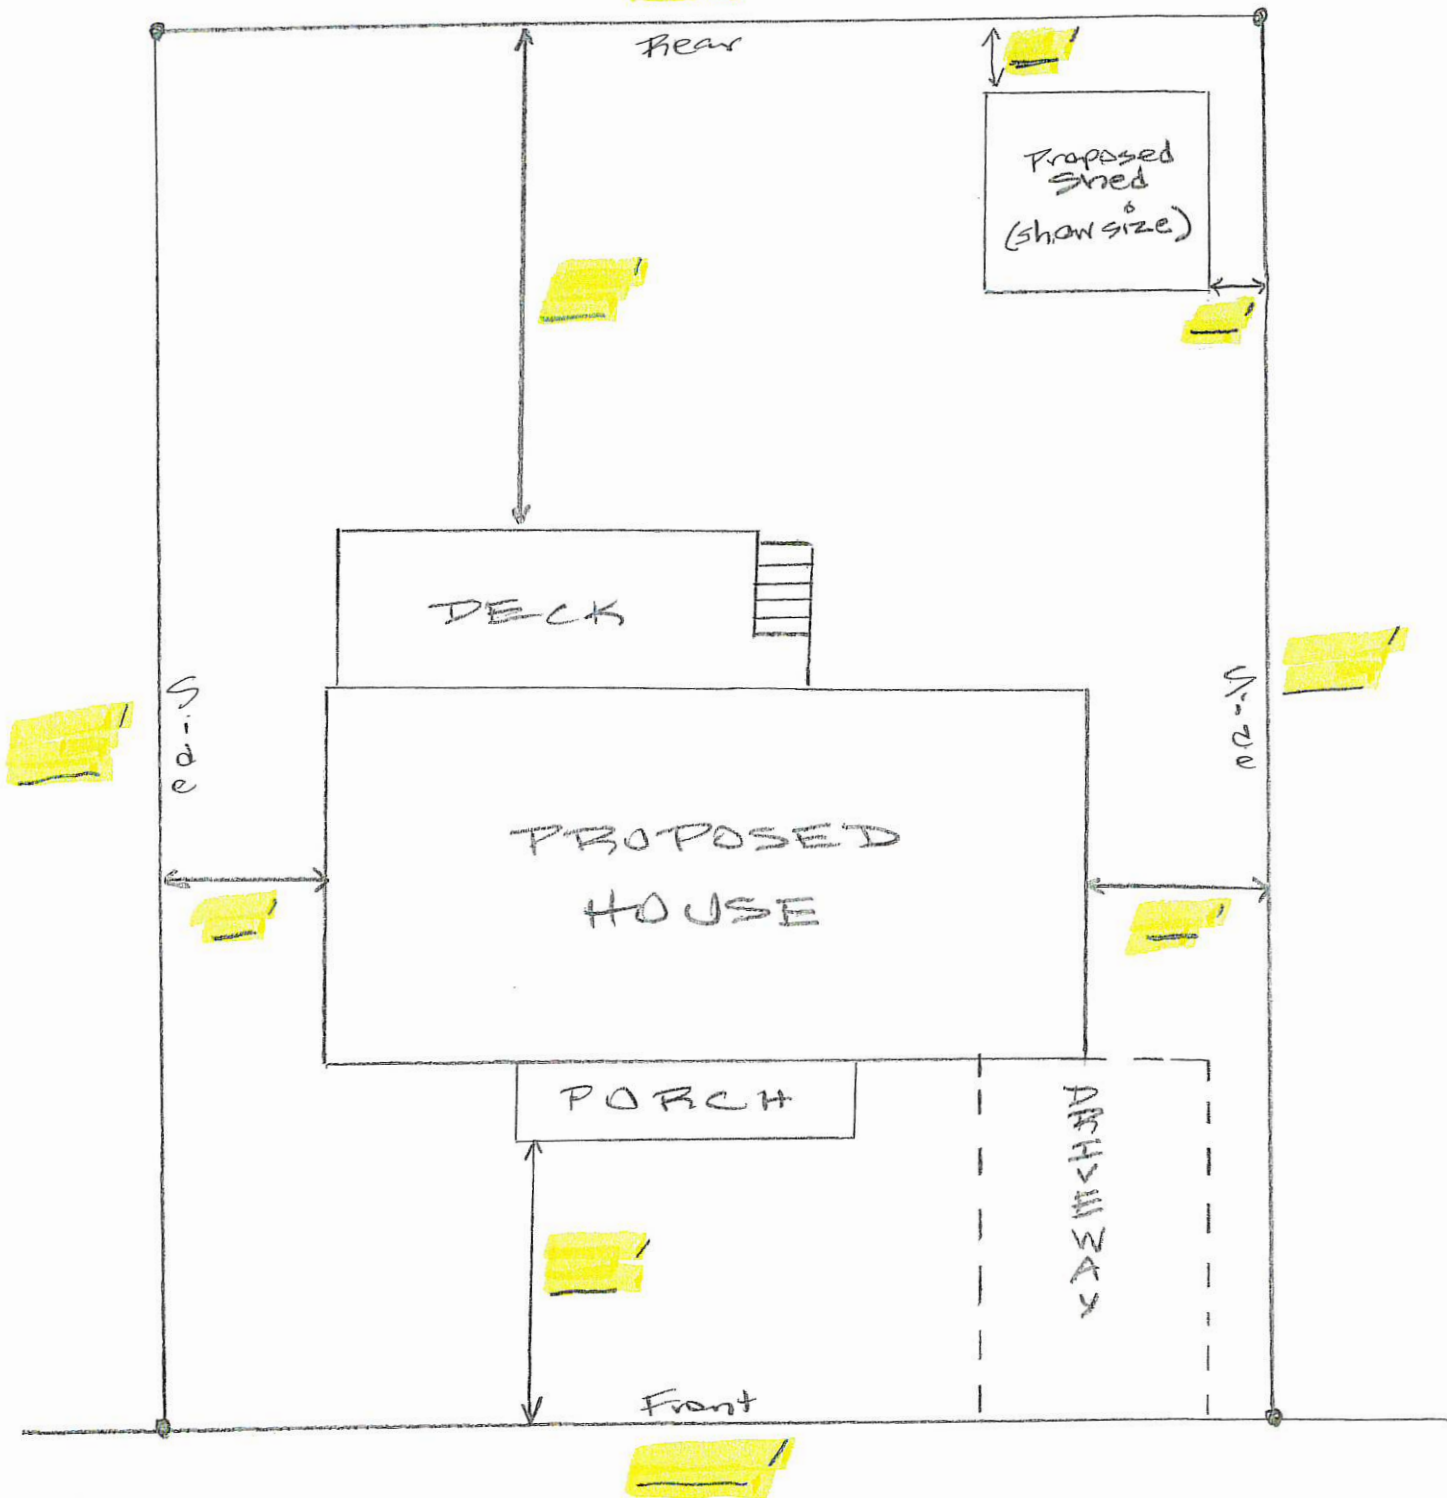 Rear
Proposed
Shed
(show size)
DECK
Side
Side
PROPOSED
HOUSE
PORCH
DRIVEWAY
Front